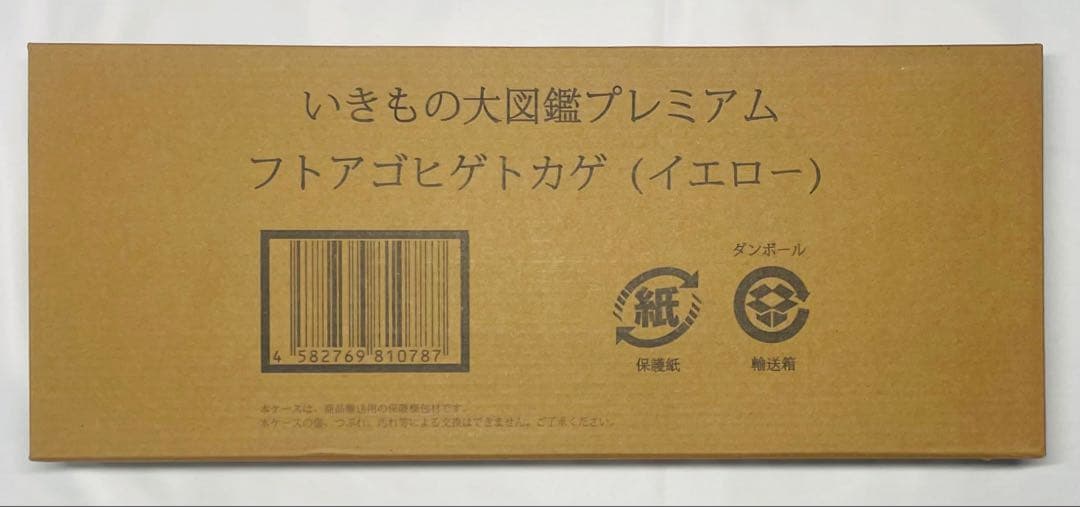 いきもの大図鑑プレミアム
フトアゴヒゲトカゲ (イエロー)
4 582769 810787
ダンボール
紙
保護紙
輸送箱
本ケースは、商品輸送用の保護梱包材です。
本ケースの傷、つぶれ、汚れ等による交換はできません。ご了承ください。